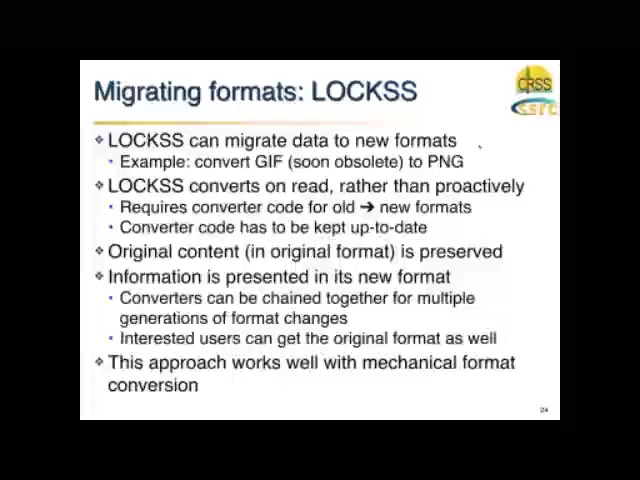 Migrating formats: LOCKSS
CRSS
ssrc
❖ LOCKSS can migrate data to new formats
• Example: convert GIF (soon obsolete) to PNG
❖ LOCKSS converts on read, rather than proactively
• Requires converter code for old ➔ new formats
• Converter code has to be kept up-to-date
❖ Original content (in original format) is preserved
❖ Information is presented in its new format
• Converters can be chained together for multiple
generations of format changes
• Interested users can get the original format as well
❖ This approach works well with mechanical format
conversion
24